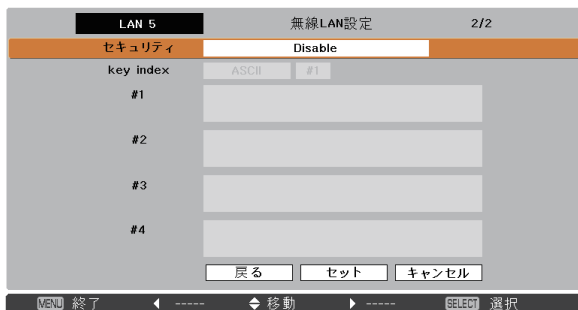 LAN 5 無線LAN設定 2/2
セキュリティ Disable
key index ASCII #1
#1
#2
#3
#4
戻る セット キャンセル
MENU 終了 ----- 移動 ----- SELECT 選択